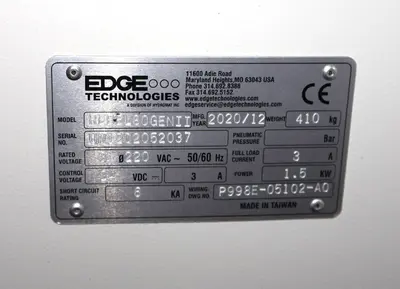 EDGE
TECHNOLOGIES
A DIVISION OF HYDROMAT INC.
11600 Adie Road
Maryland Heights, MO 63043 USA
Phone 314.692.8388
Fax 314.692.5152
www.edgetechnologies.com
edgeservice@edgetechnologies.com
CE
MODEL MFG. YEAR 2020/12 WEIGHT 410 kg
SERIAL NO. PNEUMATIC PRESSURE Bar
RATED VOLTAGE Ø 220 VAC ~ 50/60 Hz FULL LOAD CURRENT 3 A
CONTROL VOLTAGE VDC 3 A POWER 1.5 KW
SHORT CIRCUIT RATING 6 KA WIRING DWG NO P998E-05102-A0
MADE IN TAIWAN